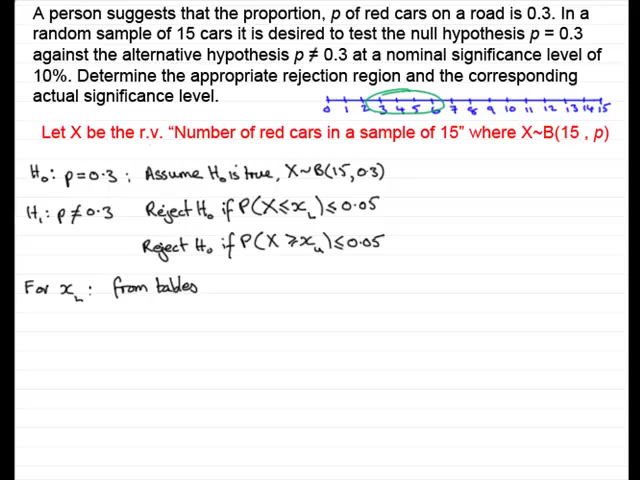 A person suggests that the proportion, p of red cars on a road is 0.3. In a
random sample of 15 cars it is desired to test the null hypothesis p = 0.3
against the alternative hypothesis p ≠ 0.3 at a nominal significance level of
10%. Determine the appropriate rejection region and the corresponding
actual significance level.
0 1 2 3 4 5 6 7 8 9 10 11 12 13 14 15
Let X be the r.v. “Number of red cars in a sample of 15” where X~B(15 , p)
H₀: p=0.3 ; Assume H₀ is true, X~B(15, 0.3)
H₁: p≠0.3 Reject H₀ if P(X≤x_L)≤0.05
Reject H₀ if P(X≥x_u)≤0.05
For x_L: from tables